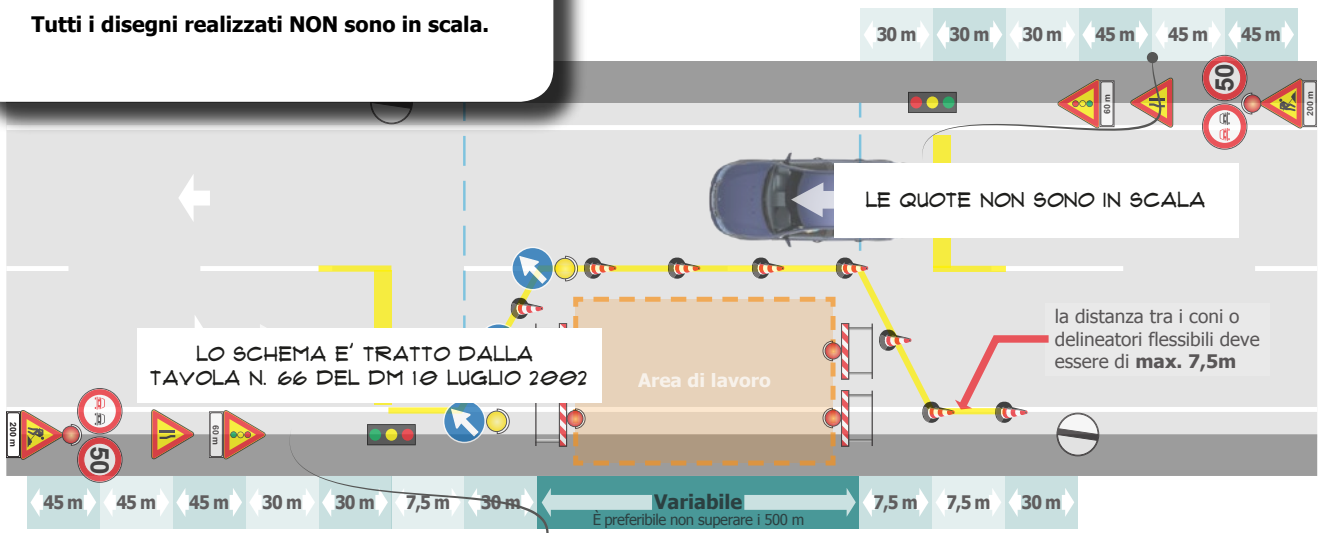 Tutti i disegni realizzati NON sono in scala.
30 m 30 m 30 m 45 m 45 m 45 m
60 m
50
200 m
LE QUOTE NON SONO IN SCALA
la distanza tra i coni o
delineatori flessibili deve
essere di max. 7,5m
LO SCHEMA E' TRATTO DALLA
TAVOLA N. 66 DEL DM 10 LUGLIO 2002
Area di lavoro
200 m
50
60 m
45 m 45 m 45 m 30 m 30 m 7,5 m 30 m Variabile 7,5 m 7,5 m 30 m
È preferibile non superare i 500 m